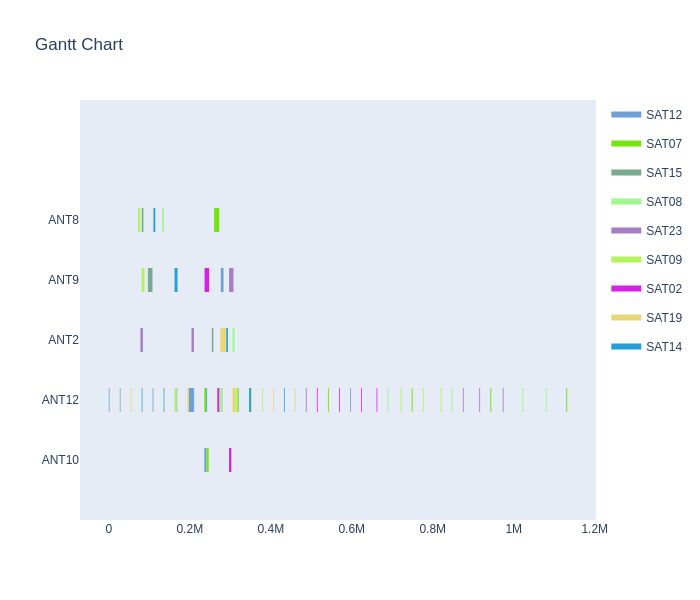 Gantt Chart
SAT12
SAT07
SAT15
SAT08
SAT23
SAT09
SAT02
SAT19
SAT14
ANT8
ANT9
ANT2
ANT12
ANT10
0 0.2M 0.4M 0.6M 0.8M 1M 1.2M